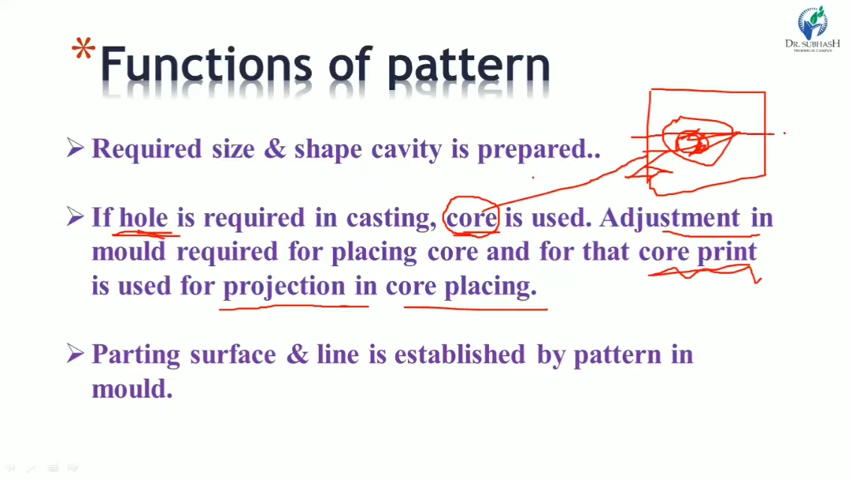 DR. SUBHASH
*Functions of pattern
➢ Required size & shape cavity is prepared..
➢ If hole is required in casting, core is used. Adjustment in
mould required for placing core and for that core print
is used for projection in core placing.
➢ Parting surface & line is established by pattern in
mould.